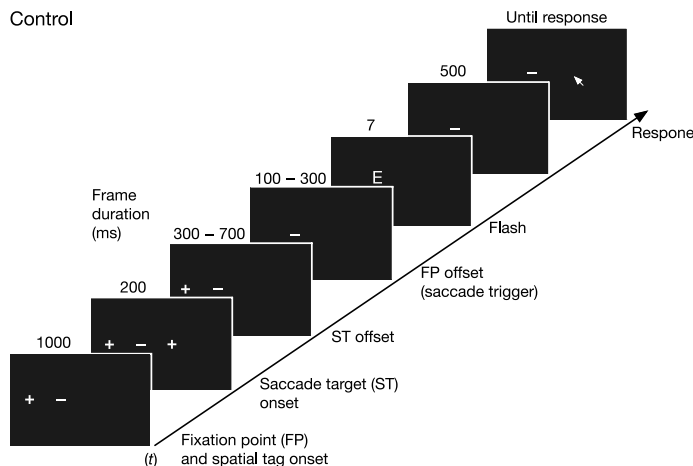 Control
Until response
500
7
Respone
100 – 300
E
Frame
duration
(ms)
Flash
300 – 700
FP offset
(saccade trigger)
200
+ –
ST offset
1000
+ – +
Saccade target (ST)
onset
+ –
Fixation point (FP)
(t)
and spatial tag onset